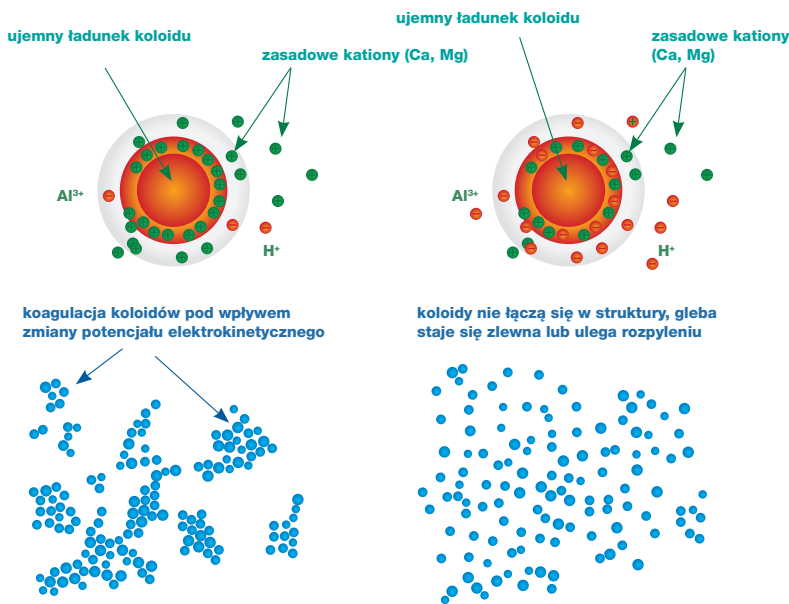 ujemny ładunek koloidu
zasadowe kationy (Ca, Mg)
Al³⁺
H⁺
koagulacja koloidów pod wpływem
zmiany potencjału elektrokinetycznego
ujemny ładunek koloidu
zasadowe kationy
(Ca, Mg)
Al³⁺
H⁺
koloidy nie łączą się w struktury, gleba
staje się zlewna lub ulega rozpyleniu